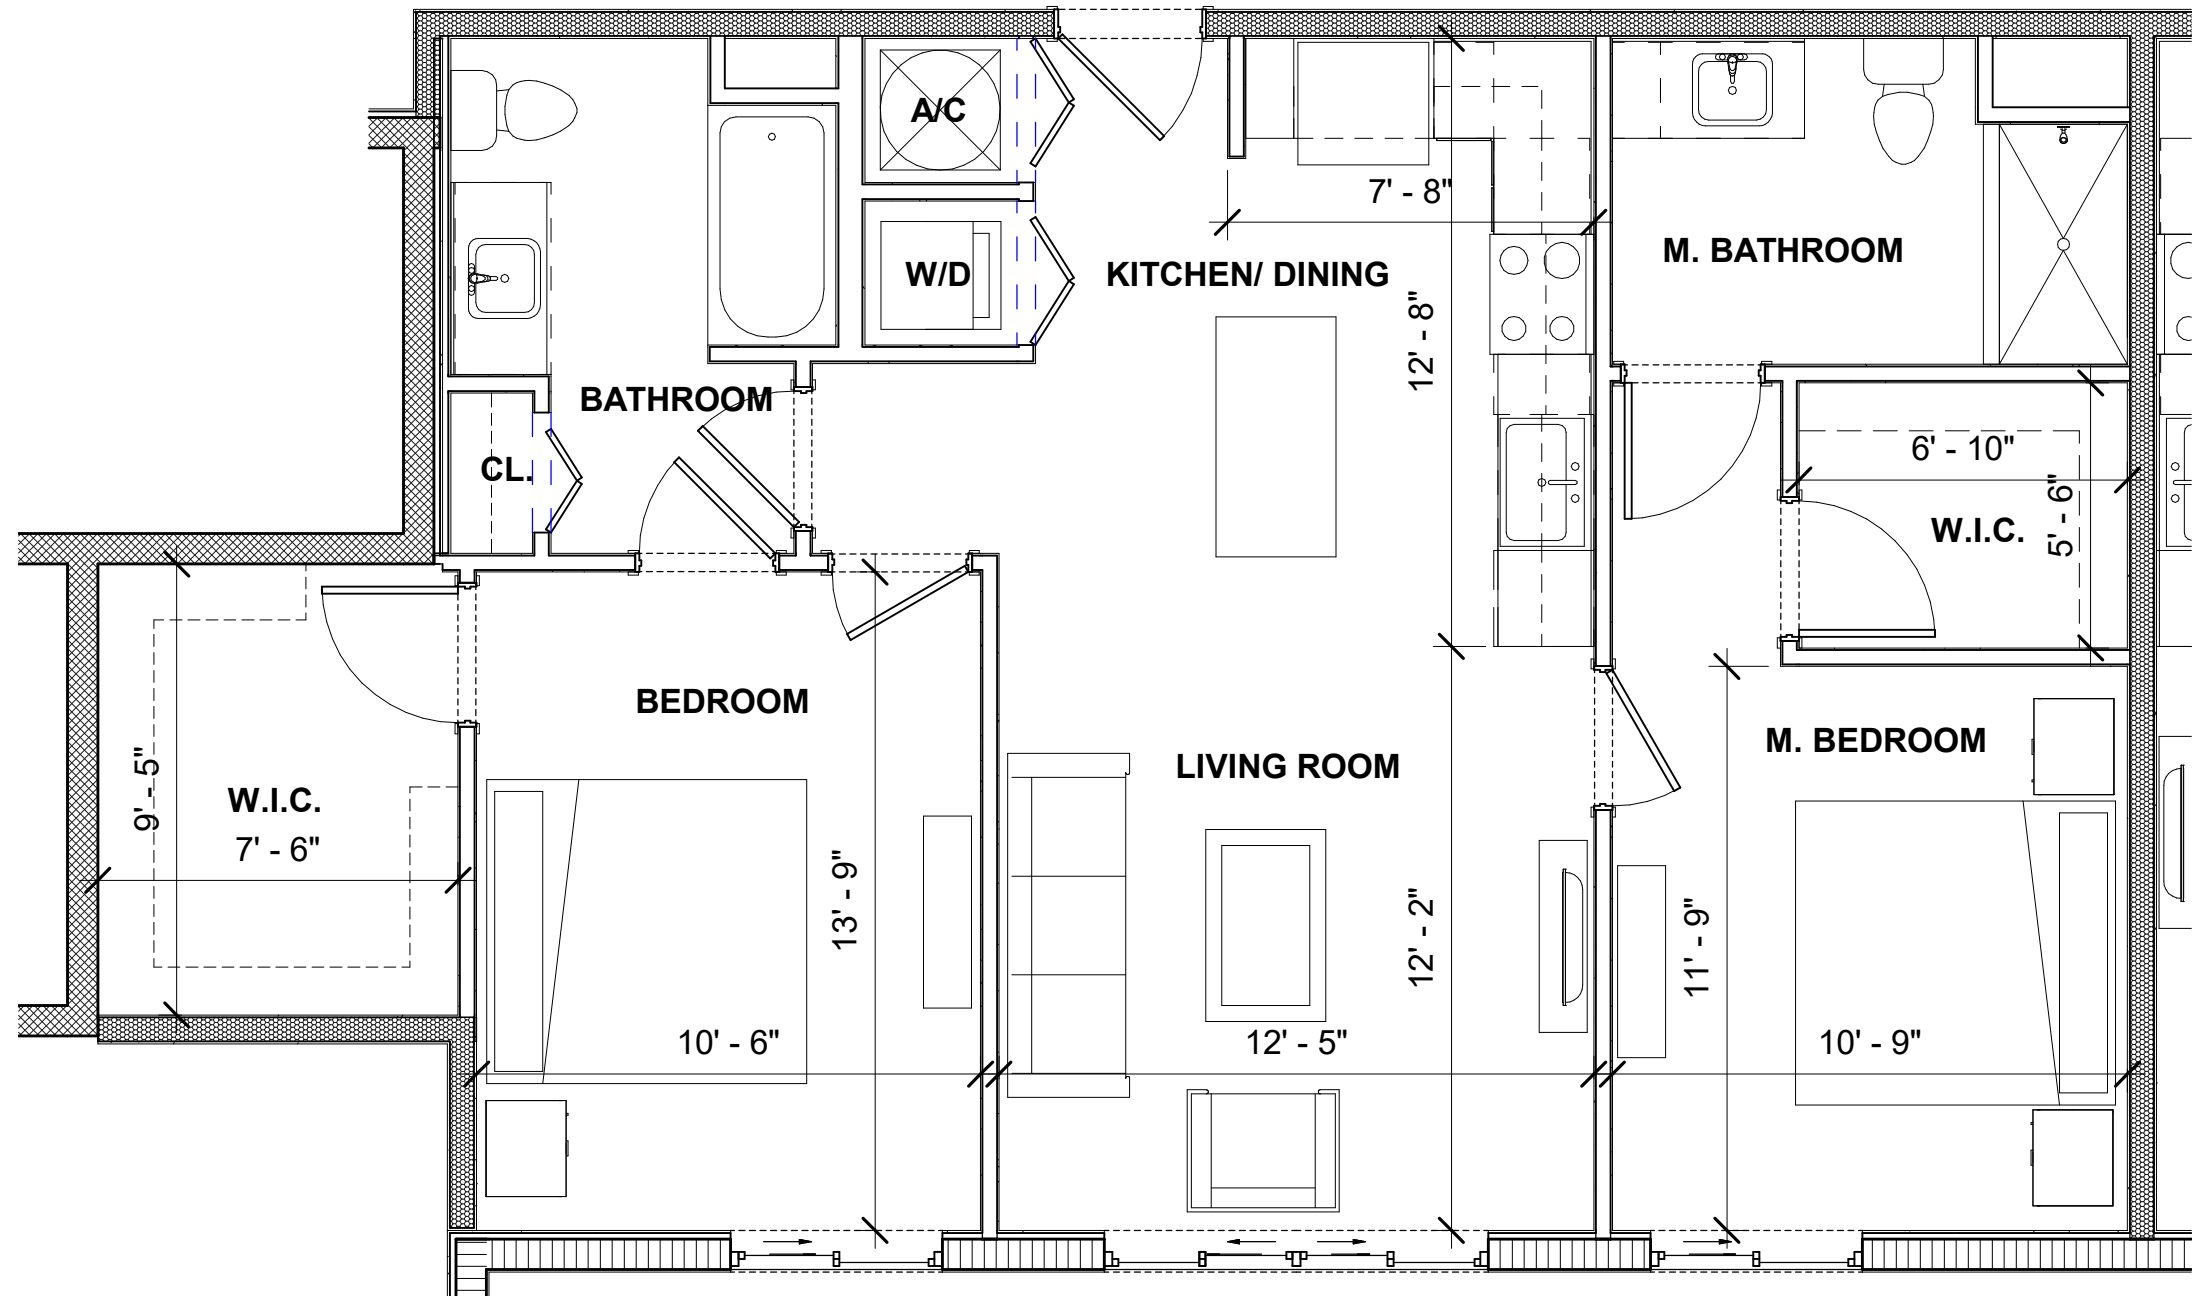 A/C
7' - 8"
M. BATHROOM
W/D
KITCHEN/ DINING
12' - 8"
BATHROOM
6' - 10"
CL.
5' - 6"
W.I.C.
BEDROOM
M. BEDROOM
LIVING ROOM
9' - 5"
W.I.C.
7' - 6"
13' - 9"
12' - 2"
11' - 9"
10' - 6"
12' - 5"
10' - 9"